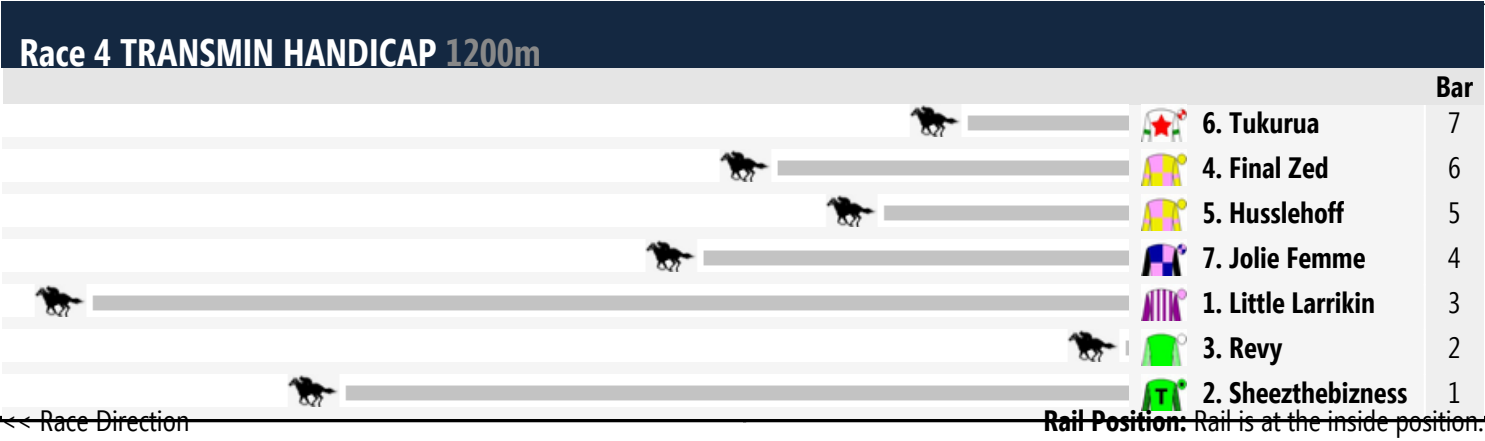 Race 4 TRANSMIN HANDICAP 1200m
Bar
6. Tukurua 7
4. Final Zed 6
5. Husslehoff 5
7. Jolie Femme 4
1. Little Larrikin 3
3. Revy 2
T 2. Sheezthebizness 1
<<< Race Direction Rail Position: Rail is at the inside position.